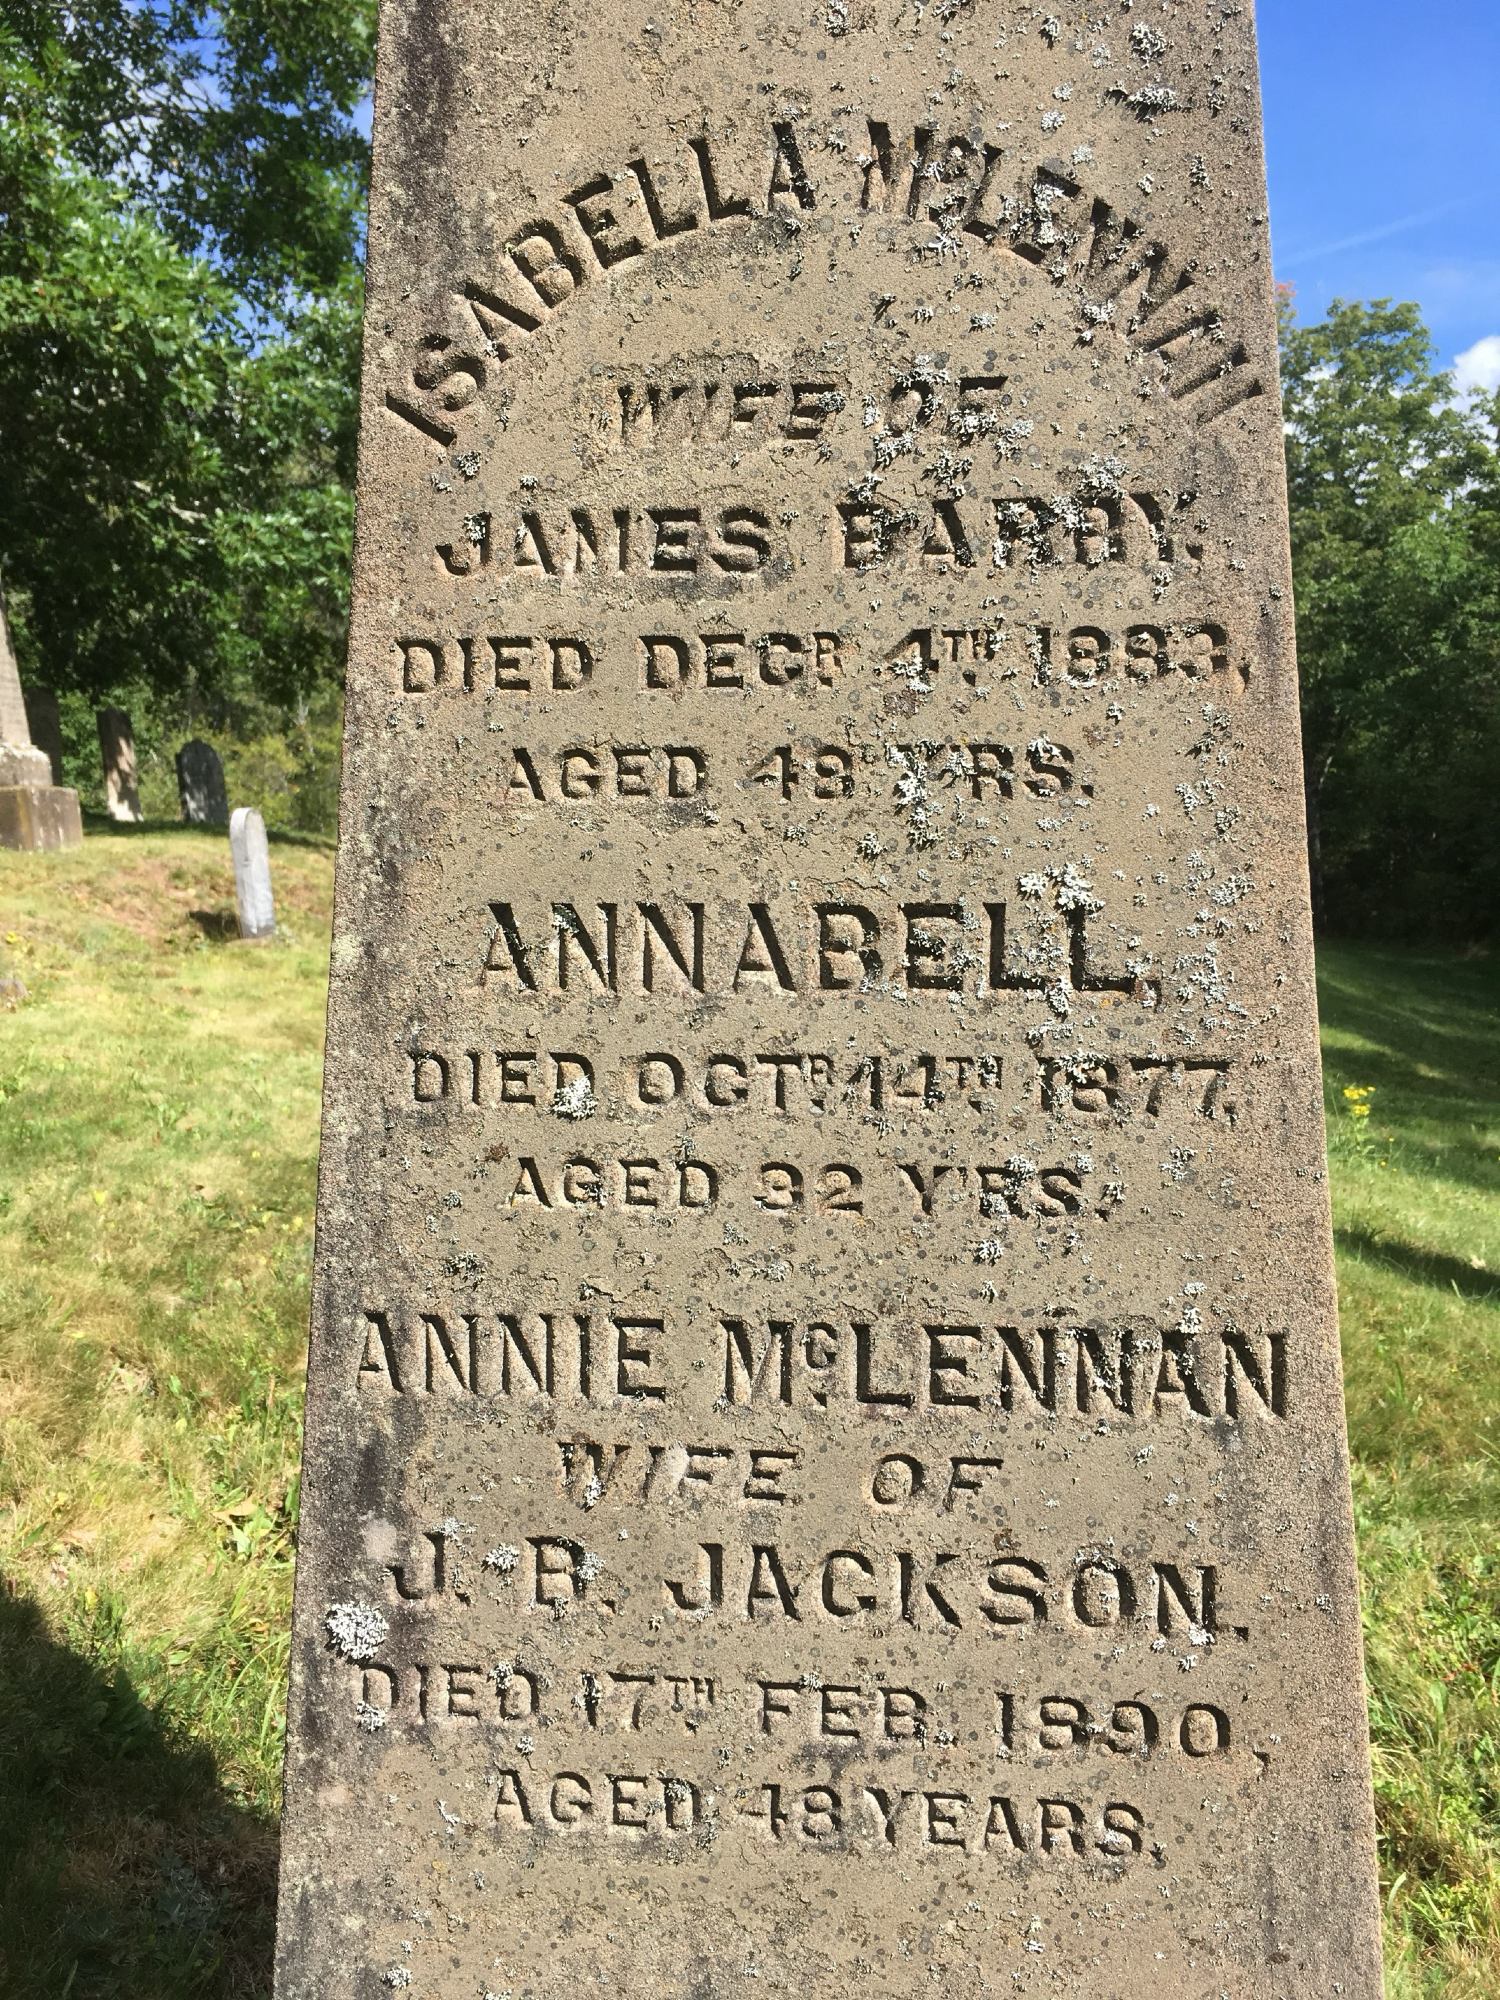 ISABELLA McLENNAN
WIFE OF
JAMES BARRY.
DIED DECR. 4TH. 1883,
AGED 48 Y'RS.
ANNABELL,
DIED OCTR. 14TH. 1877,
AGED 32 Y'RS.
ANNIE McLENNAN
WIFE OF
J. B. JACKSON.
DIED 17TH FEB. 1890,
AGED 48 YEARS.